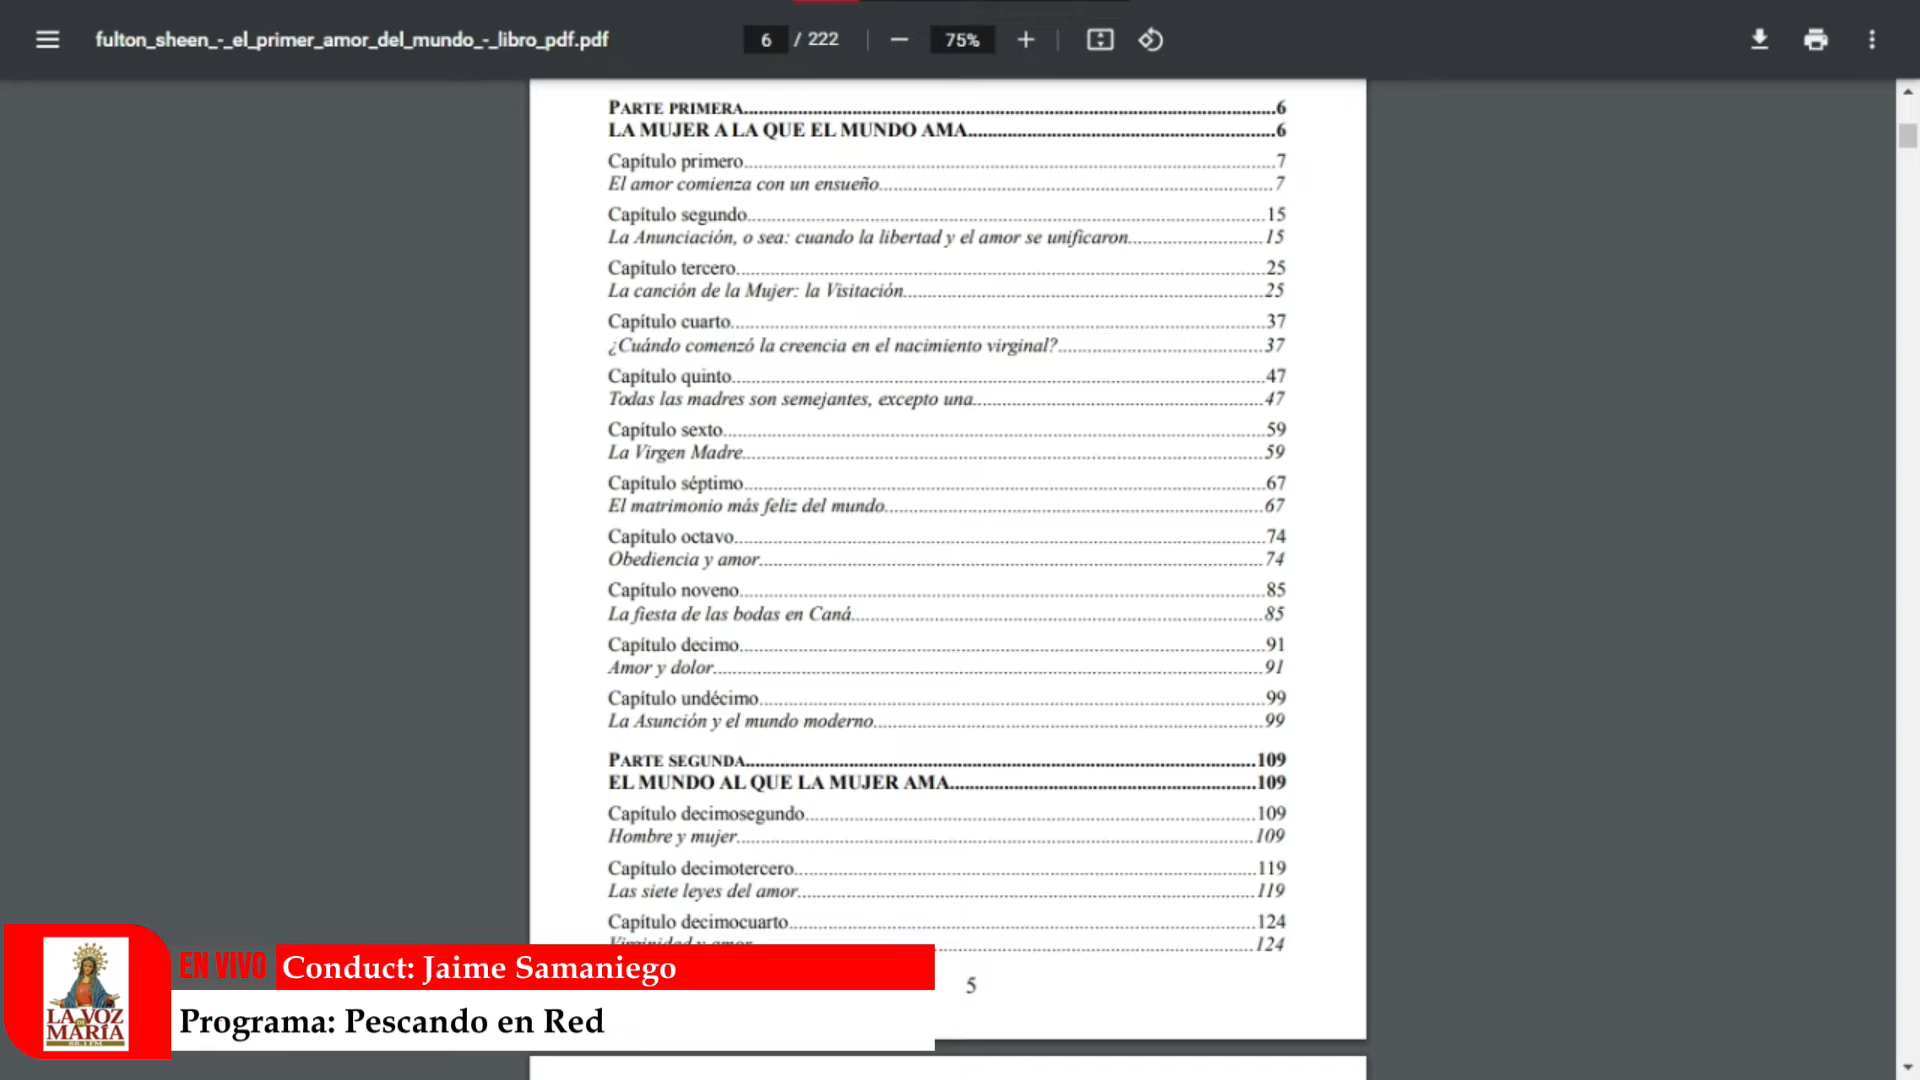 fulton_sheen_-_el_primer_amor_del_mundo_-_libro_pdf.pdf
6 / 222
75%
PARTE PRIMERA 6
LA MUJER A LA QUE EL MUNDO AMA 6
Capítulo primero 7
El amor comienza con un ensueño 7
Capítulo segundo 15
La Anunciación, o sea: cuando la libertad y el amor se unificaron 15
Capítulo tercero 25
La canción de la Mujer: la Visitación 25
Capítulo cuarto 37
¿Cuándo comenzó la creencia en el nacimiento virginal? 37
Capítulo quinto 47
Todas las madres son semejantes, excepto una 47
Capítulo sexto 59
La Virgen Madre 59
Capítulo séptimo 67
El matrimonio más feliz del mundo 67
Capítulo octavo 74
Obediencia y amor 74
Capítulo noveno 85
La fiesta de las bodas en Caná 85
Capítulo decimo 91
Amor y dolor 91
Capítulo undécimo 99
La Asunción y el mundo moderno 99
PARTE SEGUNDA 109
EL MUNDO AL QUE LA MUJER AMA 109
Capítulo decimosegundo 109
Hombre y mujer 109
Capítulo decimotercero 119
Las siete leyes del amor 119
Capítulo decimocuarto 124
Virginidad y amor 124
5
EN VIVO
Conduct: Jaime Samaniego
Programa: Pescando en Red
LA VOZ
DE
MARÍA